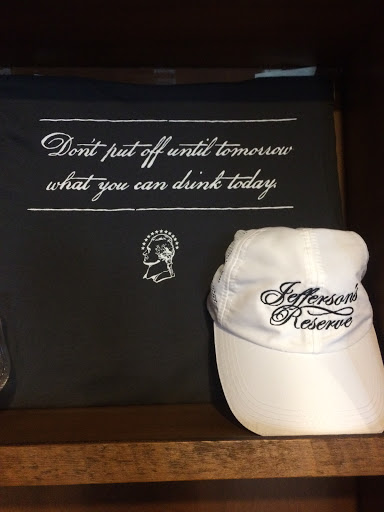 Don't put off until tomorrow
what you can drink today.
Jefferson's
Reserve